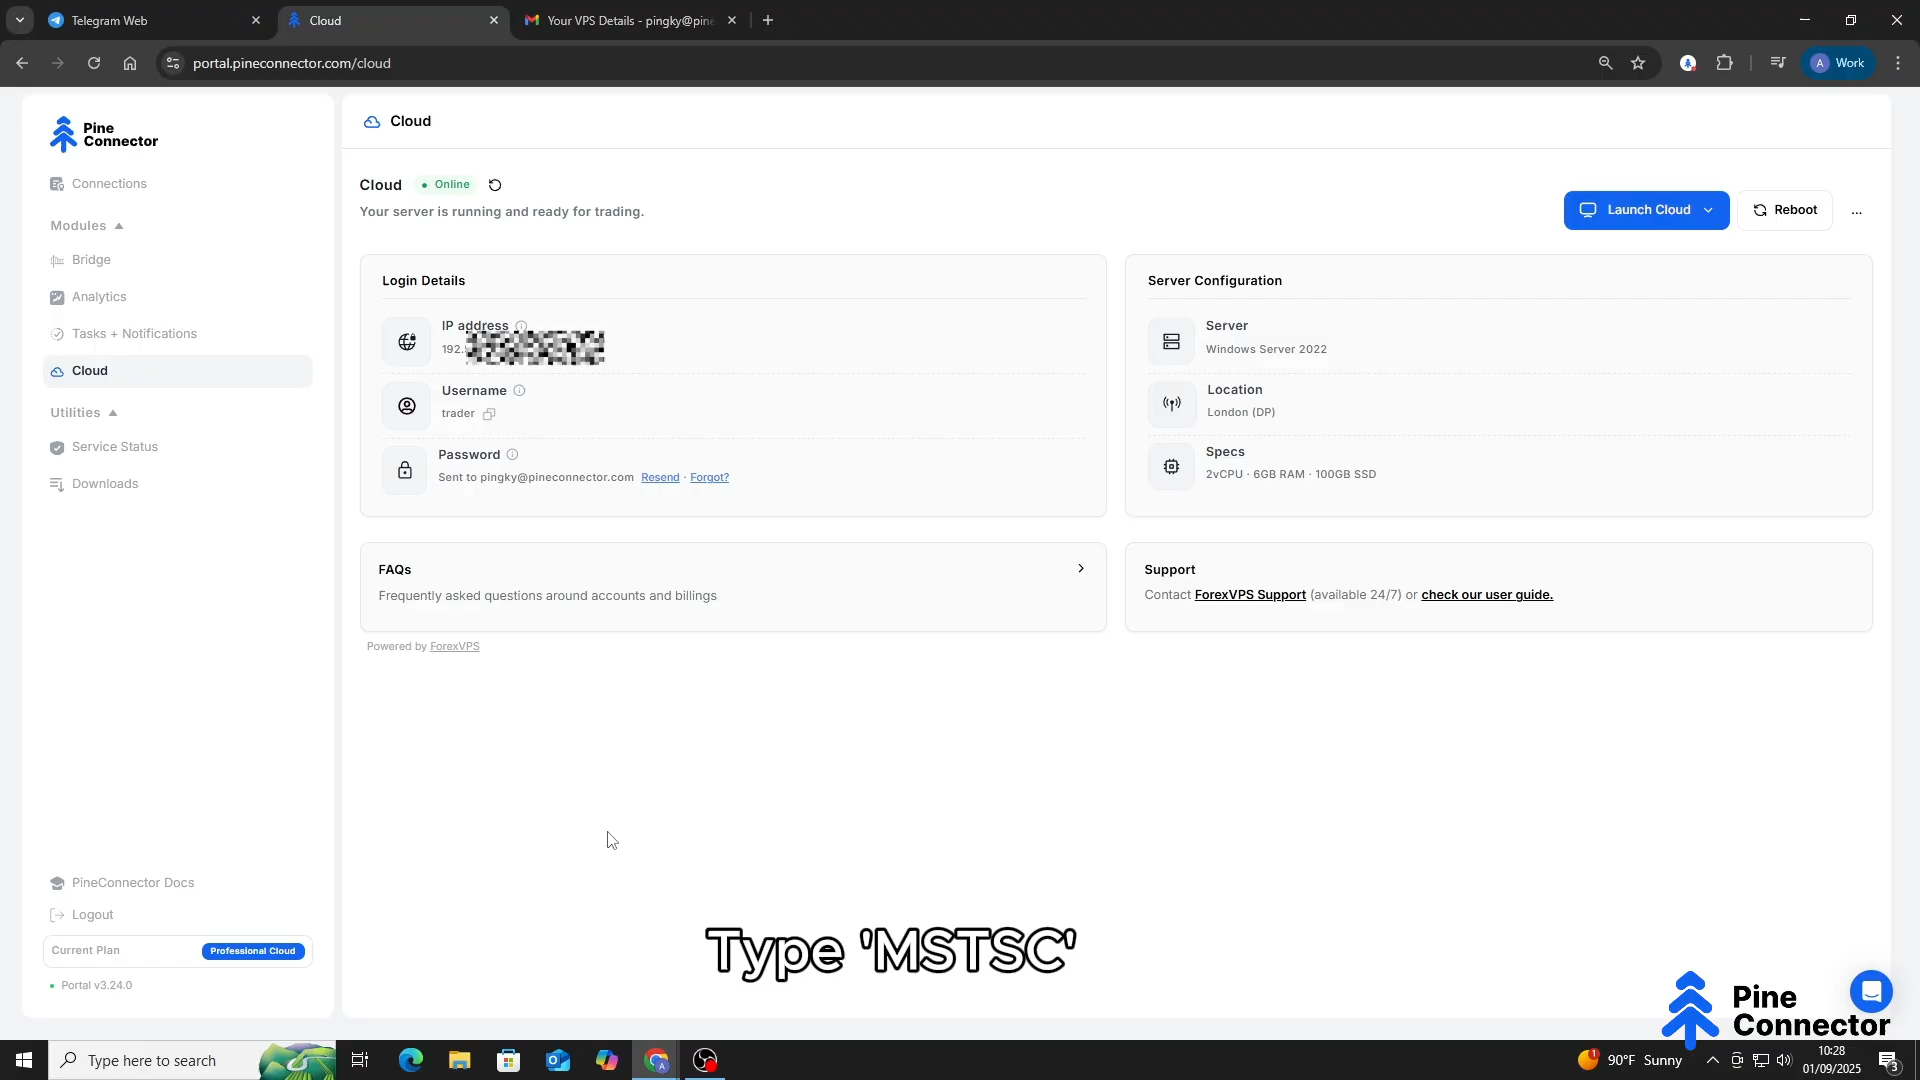 Telegram Web
Cloud
Your VPS Details - pingky@pine
portal.pineconnector.com/cloud
A Work
Pine
Connector
Connections
Modules
Bridge
Analytics
Tasks + Notifications
Cloud
Utilities
Service Status
Downloads
PineConnector Docs
Logout
Current Plan
Professional Cloud
Portal v3.24.0
Cloud
Cloud
Online
Your server is running and ready for trading.
Launch Cloud
Reboot
...
Login Details
IP address
192.
Username
trader
Password
Sent to pingky@pineconnector.com Resend · Forgot?
Server Configuration
Server
Windows Server 2022
Location
London (DP)
Specs
2vCPU · 6GB RAM · 100GB SSD
FAQs
Frequently asked questions around accounts and billings
Support
Contact ForexVPS Support (available 24/7) or check our user guide.
Powered by ForexVPS
Type 'MSTSC'
Pine
Connector
Type here to search
90°F Sunny
10:28
01/09/2025
3